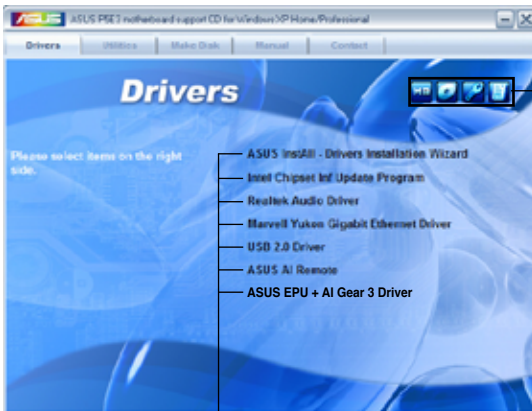 ASUS P5E3 motherboard support CD for Windows XP Home/Professional
Drivers Utilities Make Disk Manual Contact
Drivers
Please select items on the right side.
ASUS InstAll - Drivers Installation Wizard
Intel Chipset Inf Update Program
Realtek Audio Driver
Marvell Yukon Gigabit Ethernet Driver
USB 2.0 Driver
ASUS AI Remote
ASUS EPU + AI Gear 3 Driver